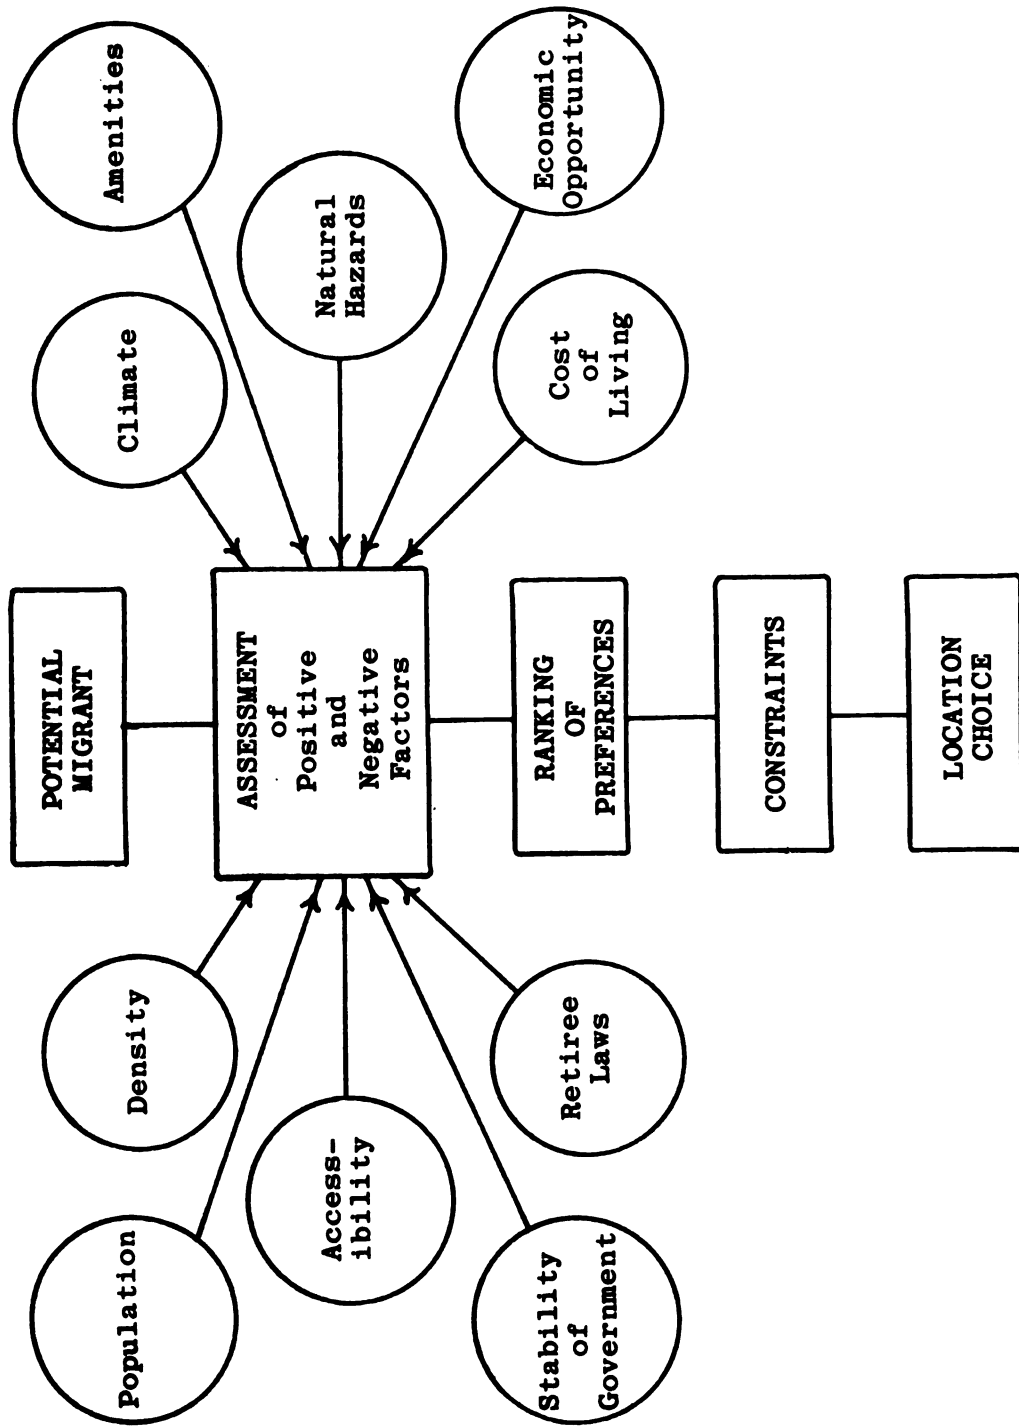 POTENTIAL
MIGRANT
Population
Density
Climate
Amenities
ASSESSMENT
of
Positive
and
Negative
Factors
Access-
ibility
Natural
Hazards
Stability
of
Government
Retiree
Laws
Cost
of
Living
Economic
Opportunity
RANKING
OF
PREFERENCES
CONSTRAINTS
LOCATION
CHOICE